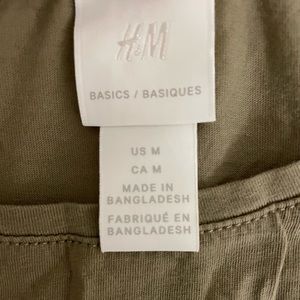 H&M
BASICS / BASIQUES
US M
CA M
MADE IN
BANGLADESH
FABRIQUÉ EN
BANGLADESH